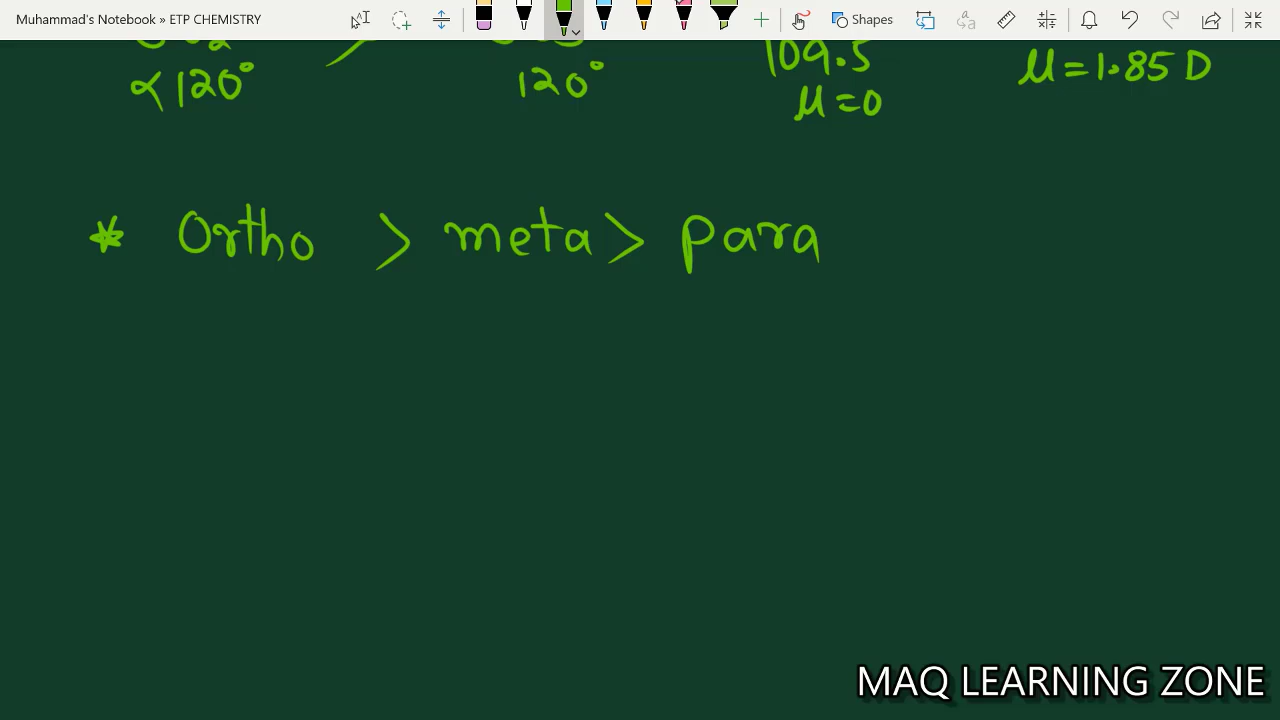 Muhammad's Notebook » ETP CHEMISTRY
Shapes
∝120° > 120° 109.5 μ=1.85 D
μ=0
* Ortho > meta > para
MAQ LEARNING ZONE